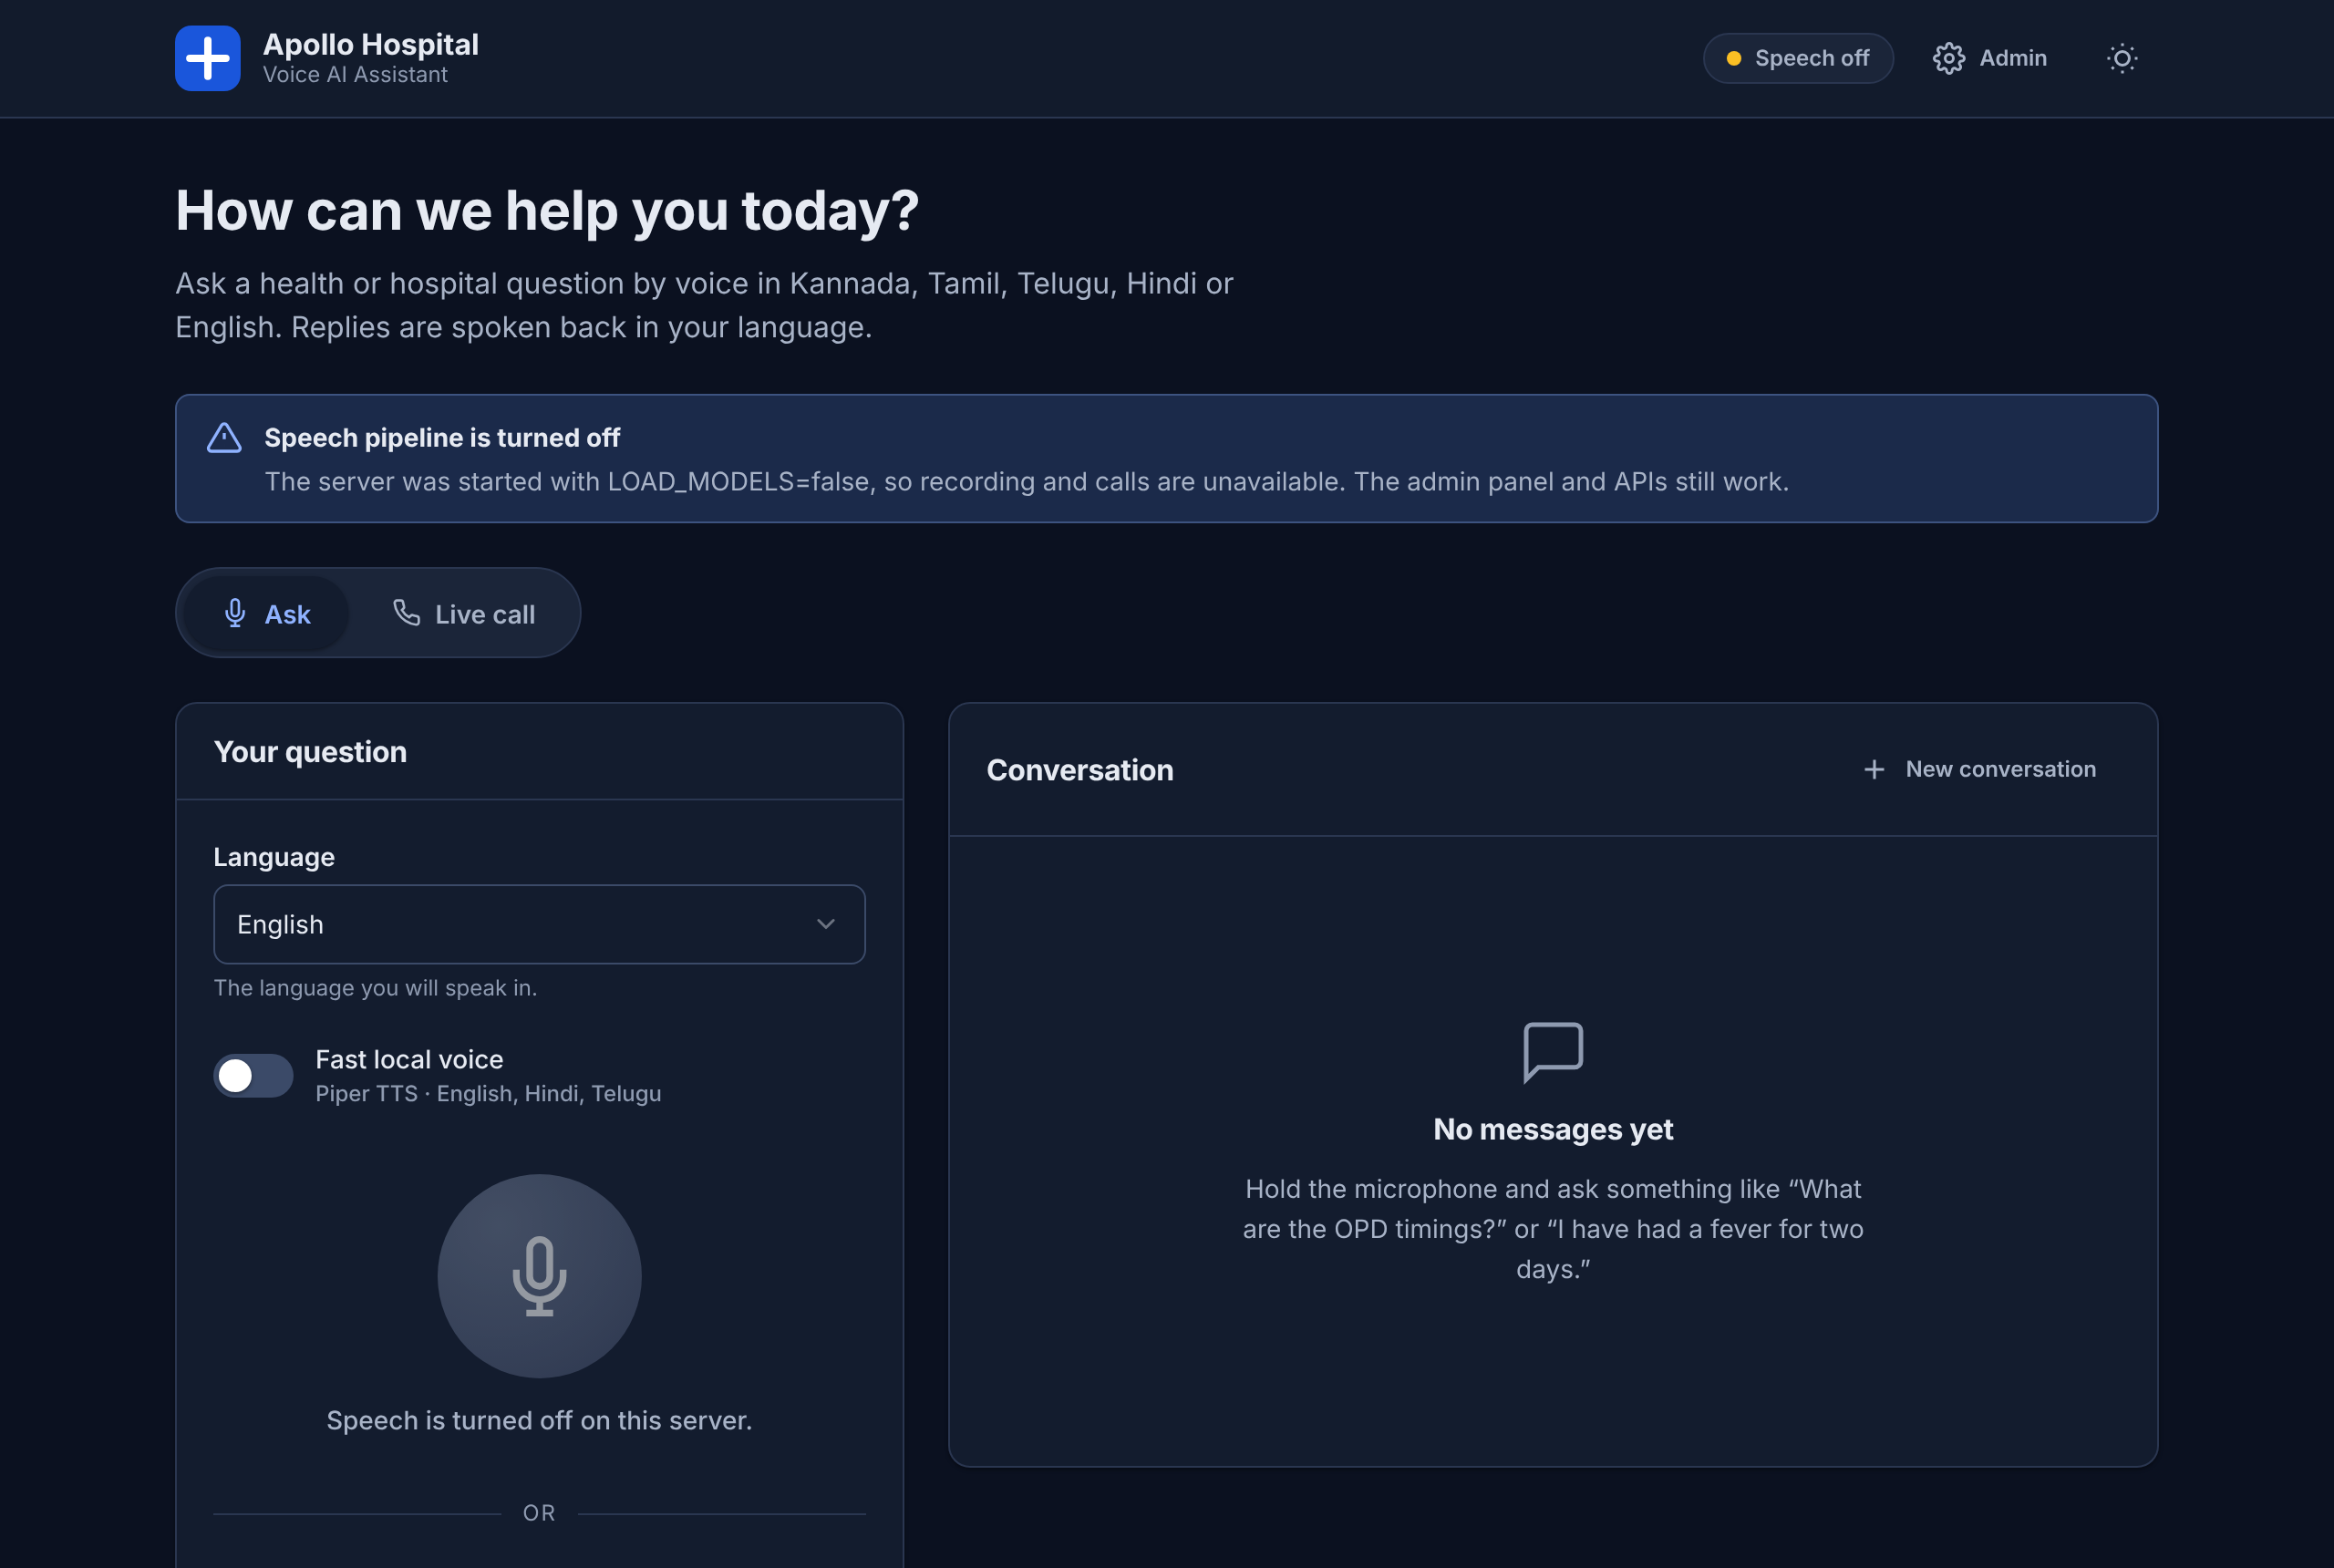 Apollo Hospital
Voice AI Assistant
Speech off
Admin
How can we help you today?
Ask a health or hospital question by voice in Kannada, Tamil, Telugu, Hindi or
English. Replies are spoken back in your language.
Speech pipeline is turned off
The server was started with LOAD_MODELS=false, so recording and calls are unavailable. The admin panel and APIs still work.
Ask
Live call
Your question
Language
English
The language you will speak in.
Fast local voice
Piper TTS · English, Hindi, Telugu
Speech is turned off on this server.
OR
Conversation
New conversation
No messages yet
Hold the microphone and ask something like “What
are the OPD timings?” or “I have had a fever for two
days.”